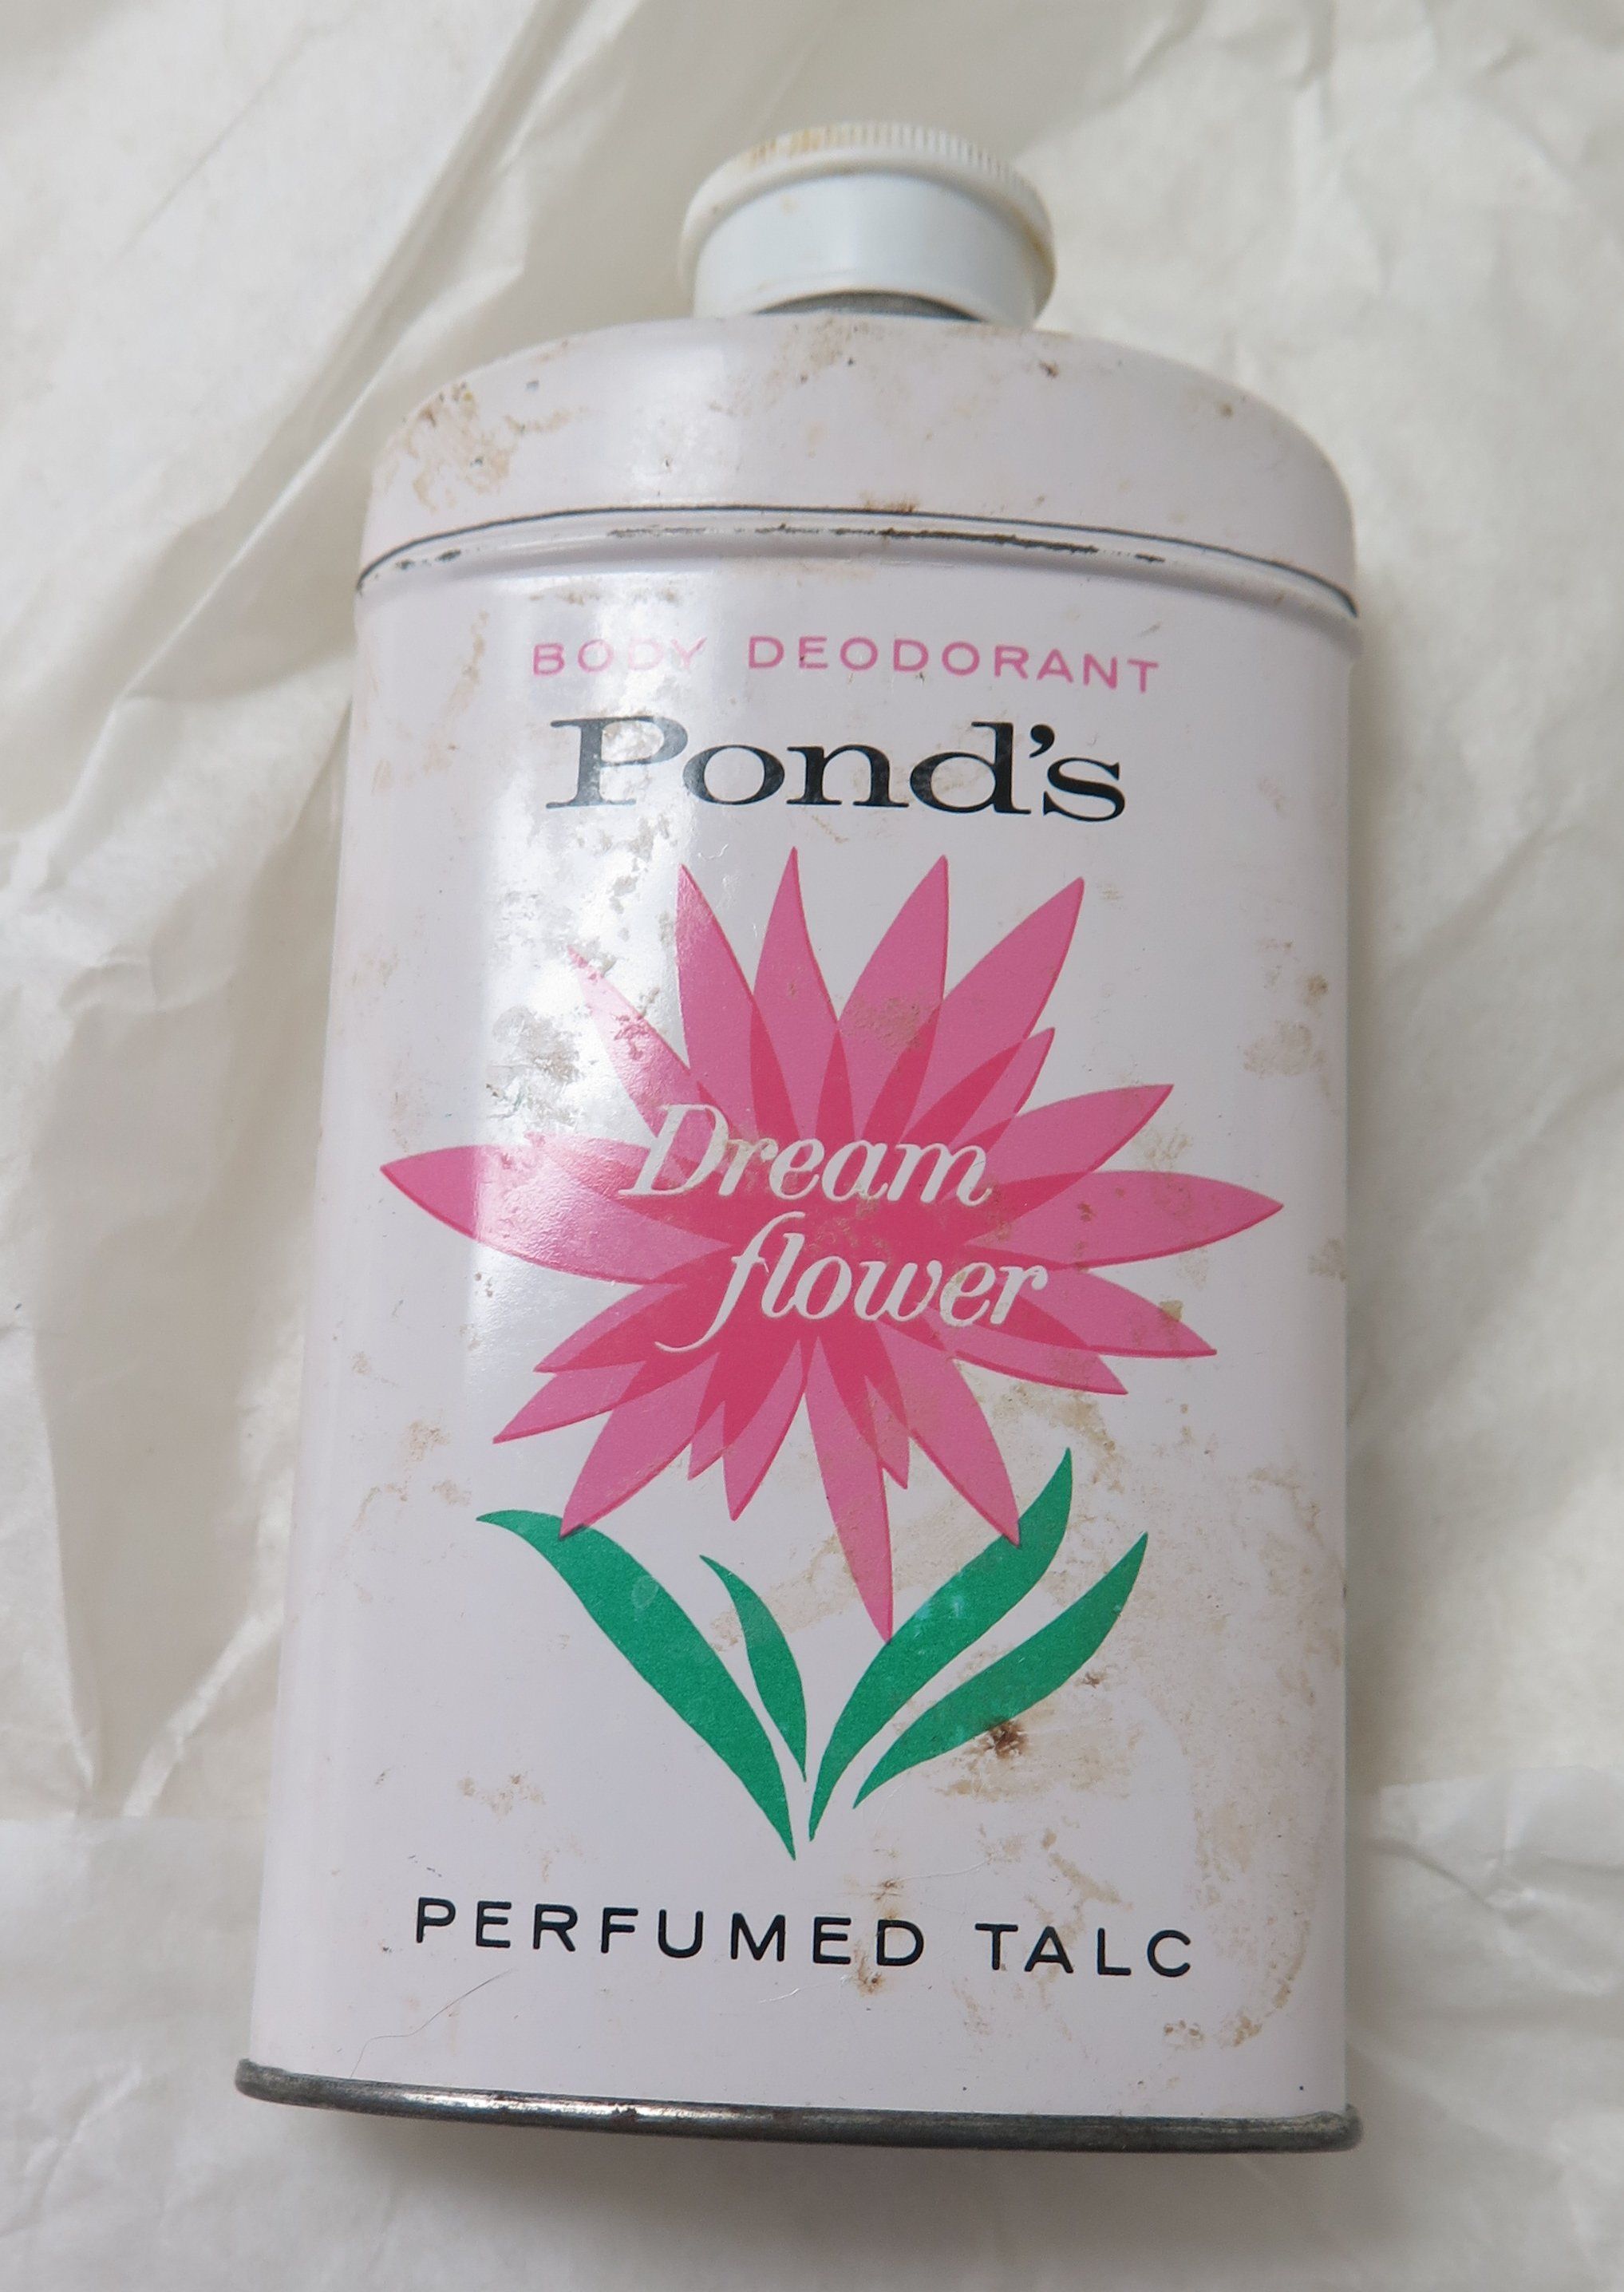 BODY DEODORANT
Pond's
Dream
flower
PERFUMED TALC